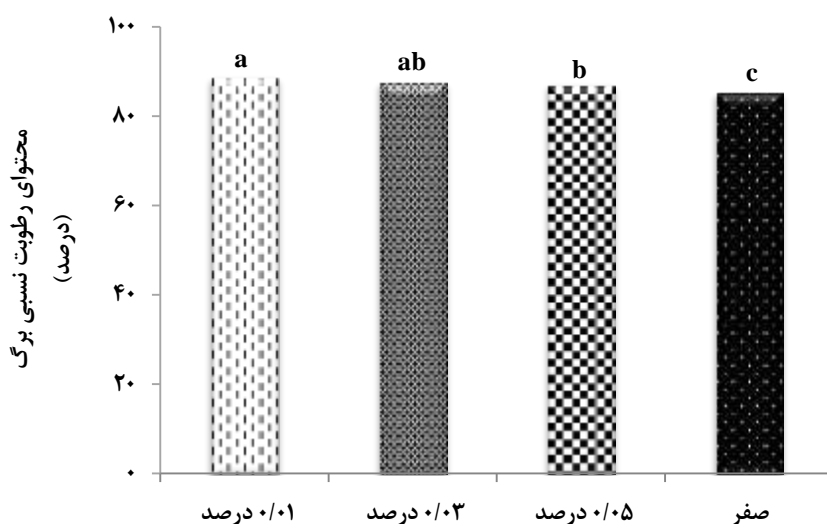 محتوای رطوبت نسبی برگ
(درصد)
۱۰۰
۸۰
۶۰
۴۰
۲۰
۰
a
ab
b
c
۰/۰۱ درصد
۰/۰۳ درصد
۰/۰۵ درصد
صفر